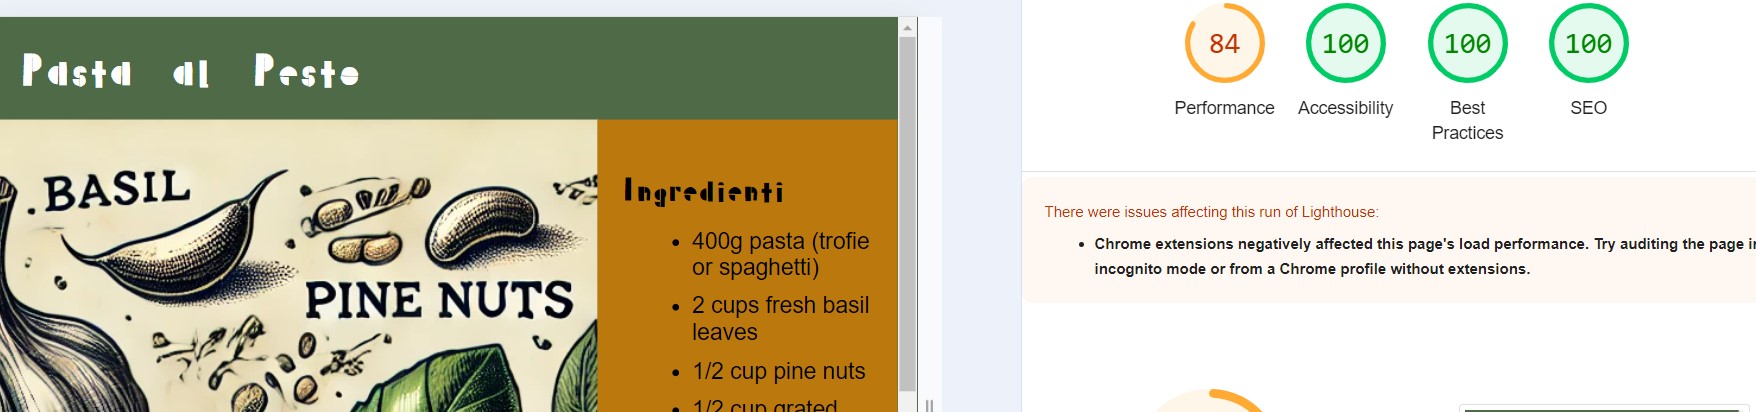 Pasta al Pesto
BASIL
PINE NUTS
Ingredienti
400g pasta (trofie
or spaghetti)
2 cups fresh basil
leaves
1/2 cup pine nuts
1/2 cup grated
84
100
100
100
Performance
Accessibility
Best
Practices
SEO
There were issues affecting this run of Lighthouse:
Chrome extensions negatively affected this page's load performance. Try auditing the page in
incognito mode or from a Chrome profile without extensions.